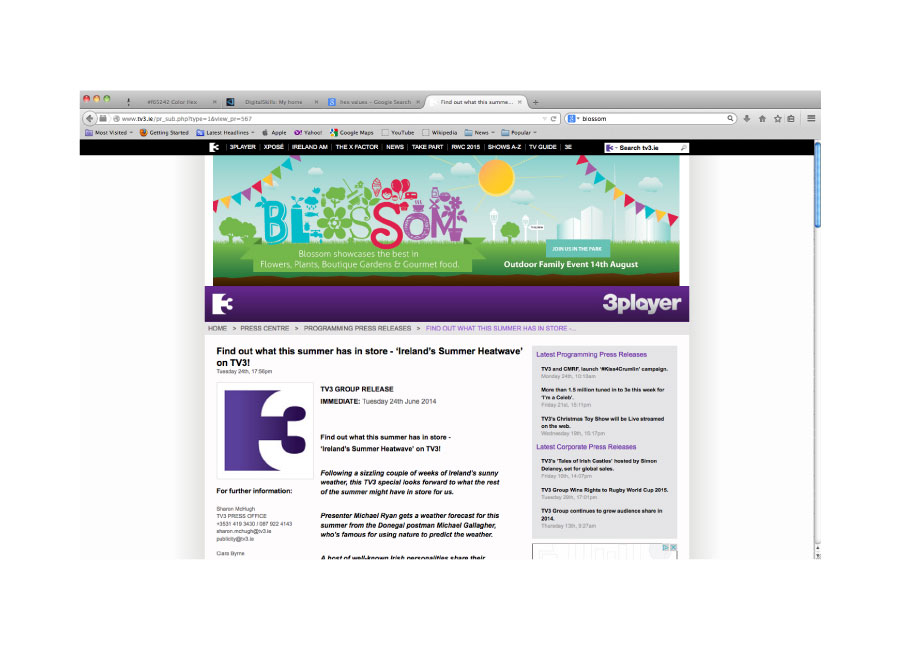 #f65242 Color Hex
DigitalSkills: My home
hex values - Google Search
Find out what this summe...
www.tv3.ie/pr_sub.php?type=1&view_pr=567
blossom
Most Visited
Getting Started
Latest Headlines
Apple
Yahoo!
Google Maps
YouTube
Wikipedia
News
Popular
3PLAYER
XPOSÉ
IRELAND AM
THE X FACTOR
NEWS
TAKE PART
RWC 2015
SHOWS A-Z
TV GUIDE
3E
Search tv3.ie
BLOSSOM
Blossom showcases the best in
Flowers, Plants, Boutique Gardens & Gourmet food.
JOIN US IN THE PARK
Outdoor Family Event 14th August
3
3player
HOME > PRESS CENTRE > PROGRAMMING PRESS RELEASES > FIND OUT WHAT THIS SUMMER HAS IN STORE -...
Find out what this summer has in store - ‘Ireland’s Summer Heatwave’
on TV3!
Tuesday 24th, 17:56pm
3
TV3 GROUP RELEASE
IMMEDIATE: Tuesday 24th June 2014
Find out what this summer has in store -
‘Ireland’s Summer Heatwave’ on TV3!
Following a sizzling couple of weeks of Ireland’s sunny
weather, this TV3 special looks forward to what the rest
of the summer might have in store for us.
Presenter Michael Ryan gets a weather forecast for this
summer from the Donegal postman Michael Gallagher,
who’s famous for using nature to predict the weather.
A host of well-known Irish personalities share their
For further information:
Sharon McHugh
TV3 PRESS OFFICE
+3531 419 3430 | 087 922 4143
sharon.mchugh@tv3.ie
publicity@tv3.ie
Ciara Byrne
Latest Programming Press Releases
TV3 and CMRF, launch ‘#Kiss4Crumlin’ campaign.
Monday 24th, 10:10am
More than 1.5 million tuned in to 3e this week for
‘I’m a Celeb’.
Friday 21st, 15:11pm
TV3’s Christmas Toy Show will be Live streamed
on the web.
Wednesday 19th, 15:17pm
Latest Corporate Press Releases
TV3’s ‘Tales of Irish Castles’ hosted by Simon
Delaney, set for global sales.
Friday 19th, 14:07pm
TV3 Group Wins Rights to Rugby World Cup 2015.
Tuesday 29th, 17:01pm
TV3 Group continues to grow audience share in
2014.
Thursday 13th, 9:27am